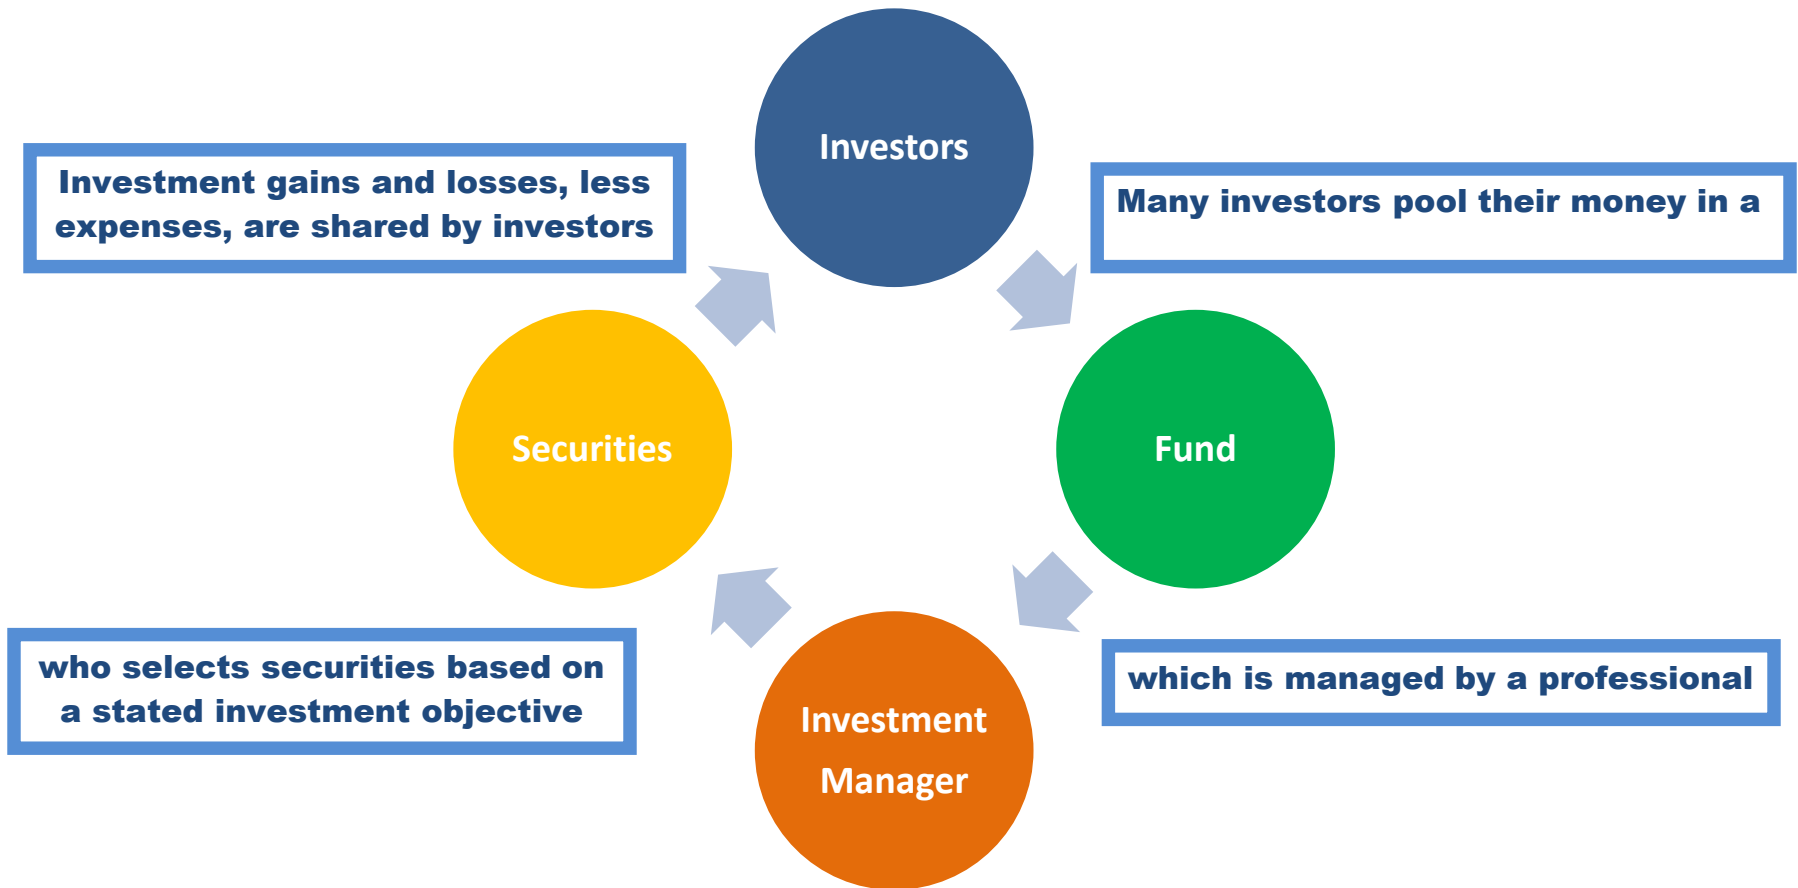 Investors
Many investors pool their money in a
Fund
which is managed by a professional
Investment
Manager
who selects securities based on
a stated investment objective
Securities
Investment gains and losses, less
expenses, are shared by investors